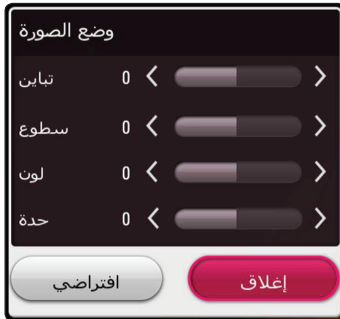 وضع الصورة
تباين 0
سطوع 0
لون 0
حدة 0
افتراضي
إغلاق